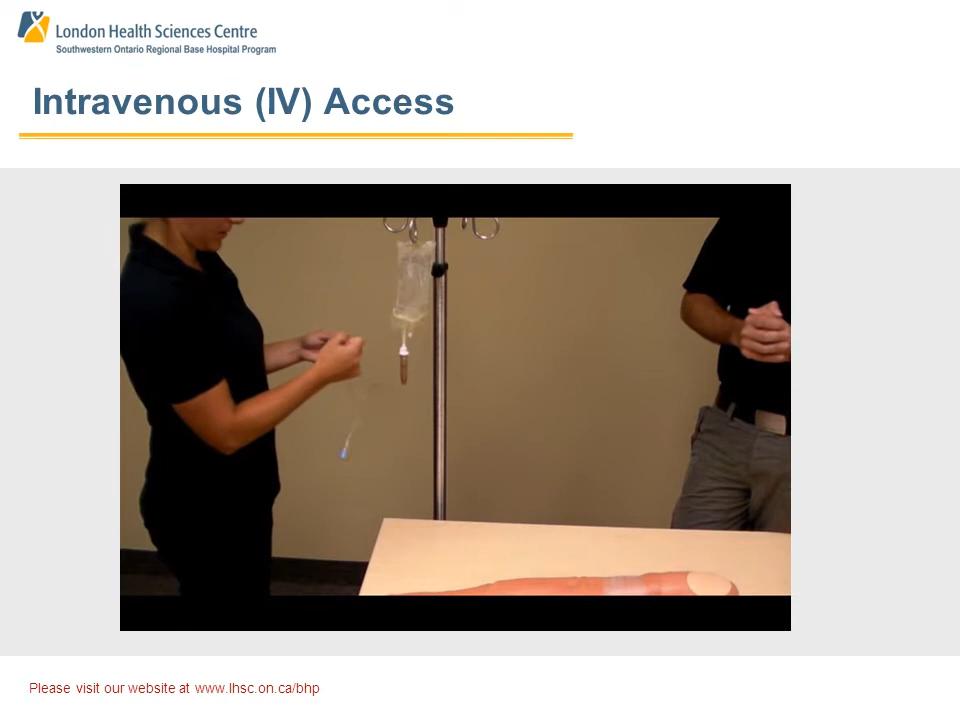 London Health Sciences Centre
Southwestern Ontario Regional Base Hospital Program
Intravenous (IV) Access
Please visit our website at www.lhsc.on.ca/bhp